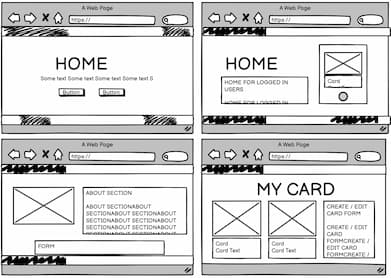 A Web Page
https://
HOME
Some text Some text Some text Some text S
Button
Button
A Web Page
https://
HOME
HOME FOR LOGGED IN
USERS
HOME FOR LOGGED IN
Card
A Web Page
https://
ABOUT SECTION
ABOUT
SECTIONABOUT SECTIONABOUT
SECTIONABOUT SECTIONABOUT
SECTIONABOUT SECTIONABOUT
FORM
A Web Page
https://
MY CARD
Card
Card Text
Card
Card Text
CREATE / EDIT
CARD FORM
CREATE / EDIT
CARD
FORMCREATE /
EDIT CARD
FORMCREATE /